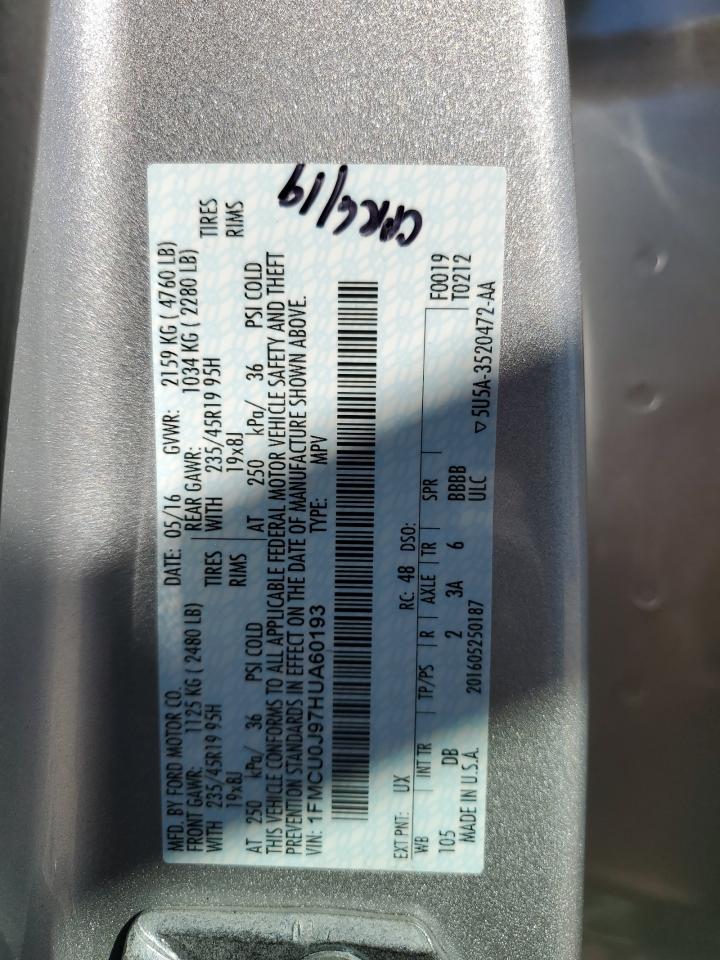 MFD. BY FORD MOTOR CO.
DATE: 05/16 GVWR: 2159 KG ( 4760 LB)
FRONT GAWR: 1125 KG ( 2480 LB) REAR GAWR: 1034 KG ( 2280 LB)
WITH 235/45R19 95H TIRES WITH 235/45R19 95H TIRES
19x8J RIMS 19x8J RIMS
AT 250 kPa/ 36 PSI COLD AT 250 kPa/ 36 PSI COLD
THIS VEHICLE CONFORMS TO ALL APPLICABLE FEDERAL MOTOR VEHICLE SAFETY AND THEFT
PREVENTION STANDARDS IN EFFECT ON THE DATE OF MANUFACTURE SHOWN ABOVE.
VIN: 1FMCU0J97HUA60193 TYPE: MPV
EXT PNT: UX RC: 48 DSO: F0019
WB INT TR TP/PS R AXLE TR SPR T0212
105 DB 2 3A 6 BBBB
MADE IN U.S.A. 201605250187 ULC ▽5U5A-3520472-AA